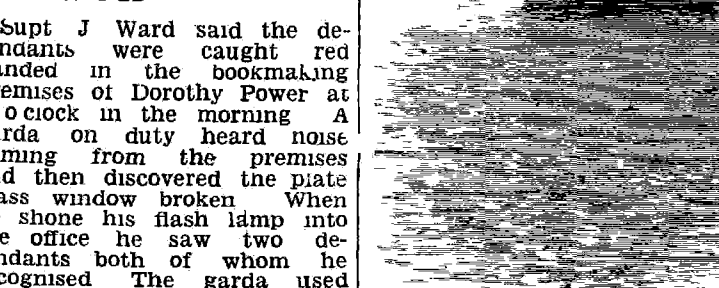 Supt J Ward said the de-
ndants were caught red
anded in the bookmaking
emises of Dorothy Power at
o clock in the morning A
arda on duty heard noise
ming from the premises
d then discovered the plate
ass window broken When
shone his flash lamp into
e office he saw two de-
ndants both of whom he
cognised The garda used